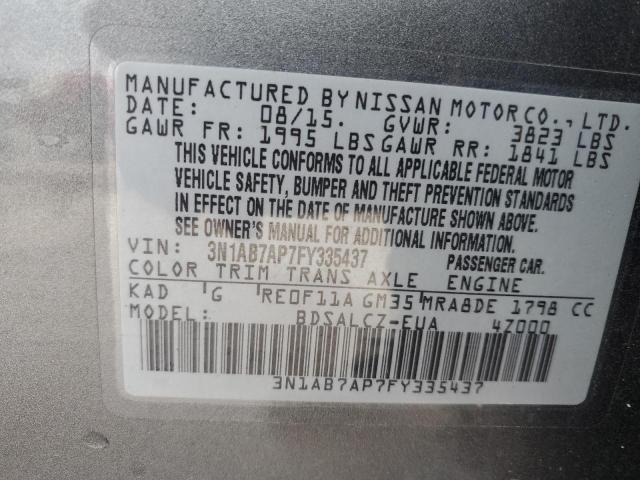 MANUFACTURED BY NISSAN MOTOR CO., LTD.
DATE: 08/15. GVWR: 3823 LBS
GAWR FR: 1995 LBS GAWR RR: 1841 LBS
THIS VEHICLE CONFORMS TO ALL APPLICABLE FEDERAL MOTOR
VEHICLE SAFETY, BUMPER AND THEFT PREVENTION STANDARDS
IN EFFECT ON THE DATE OF MANUFACTURE SHOWN ABOVE.
SEE OWNER'S MANUAL FOR ADDITIONAL INFORMATION.
VIN: 3N1AB7AP7FY335437 PASSENGER CAR.
COLOR TRIM TRANS AXLE ENGINE
KAD G RE0F11A GM35 MRA8DE 1798 CC
MODEL: BDSALCZ-EUA 4Z000
3N1AB7AP7FY335437